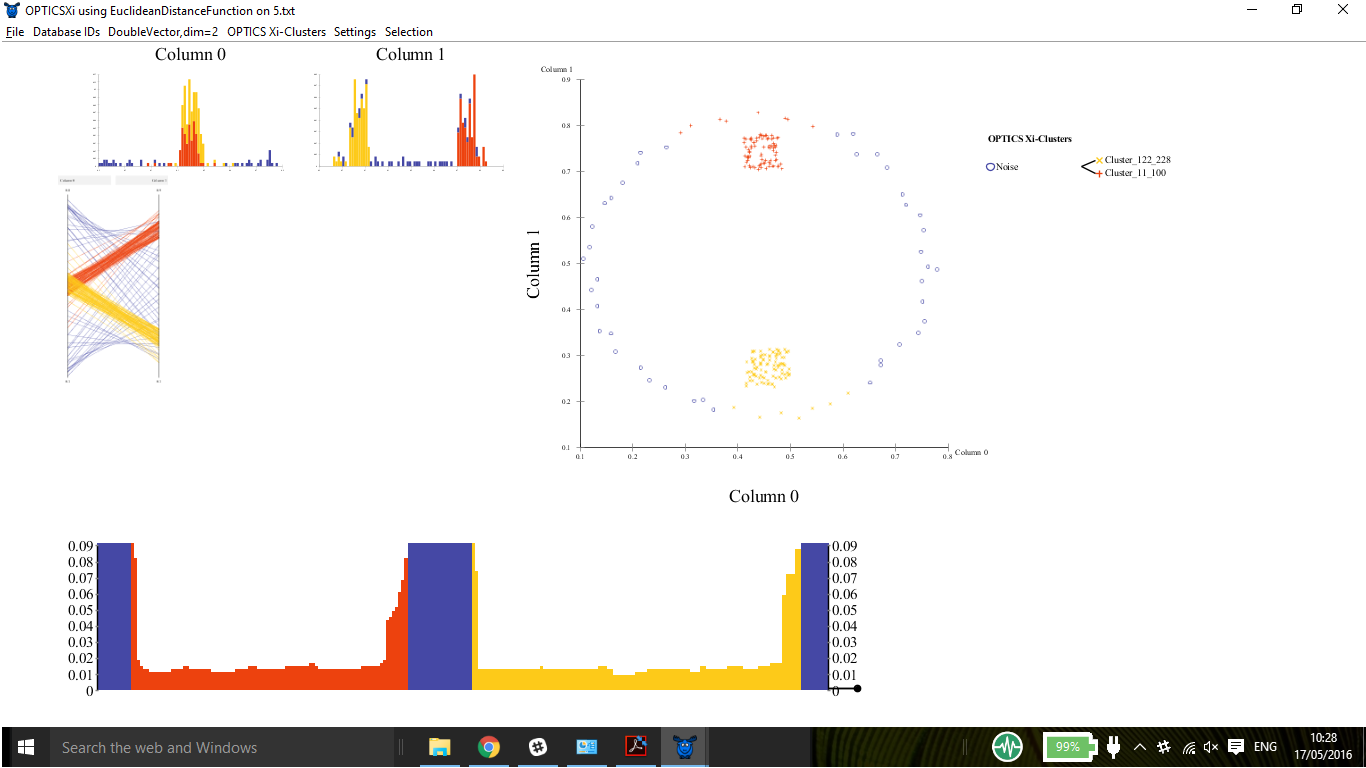 OPTICSXi using EuclideanDistanceFunction on 5.txt
File Database IDs DoubleVector,dim=2 OPTICS Xi-Clusters Settings Selection
Column 0 Column 1
Column 1
0.9
0.8
0.7
0.6
0.5
0.4
0.3
0.2
0.1
Column 1
0.1 0.2 0.3 0.4 0.5 0.6 0.7 0.8
Column 0
Column 0
OPTICS Xi-Clusters
Noise
Cluster_122_228
Cluster_11_100
0.09 0.09
0.08 0.08
0.07 0.07
0.06 0.06
0.05 0.05
0.04 0.04
0.03 0.03
0.02 0.02
0.01 0.01
0 0
Search the web and Windows
99%
ENG
10:28
17/05/2016